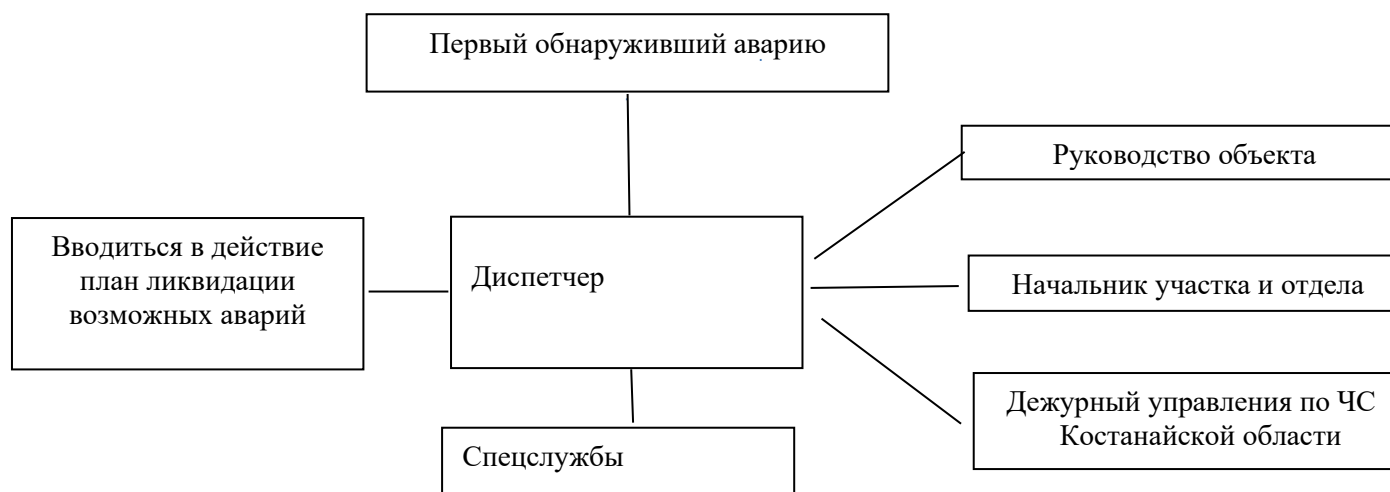 Первый обнаруживший аварию
Руководство объекта
Вводиться в действие
план ликвидации
возможных аварий
Диспетчер
Начальник участка и отдела
Дежурный управления по ЧС
Костанайской области
Спецслужбы